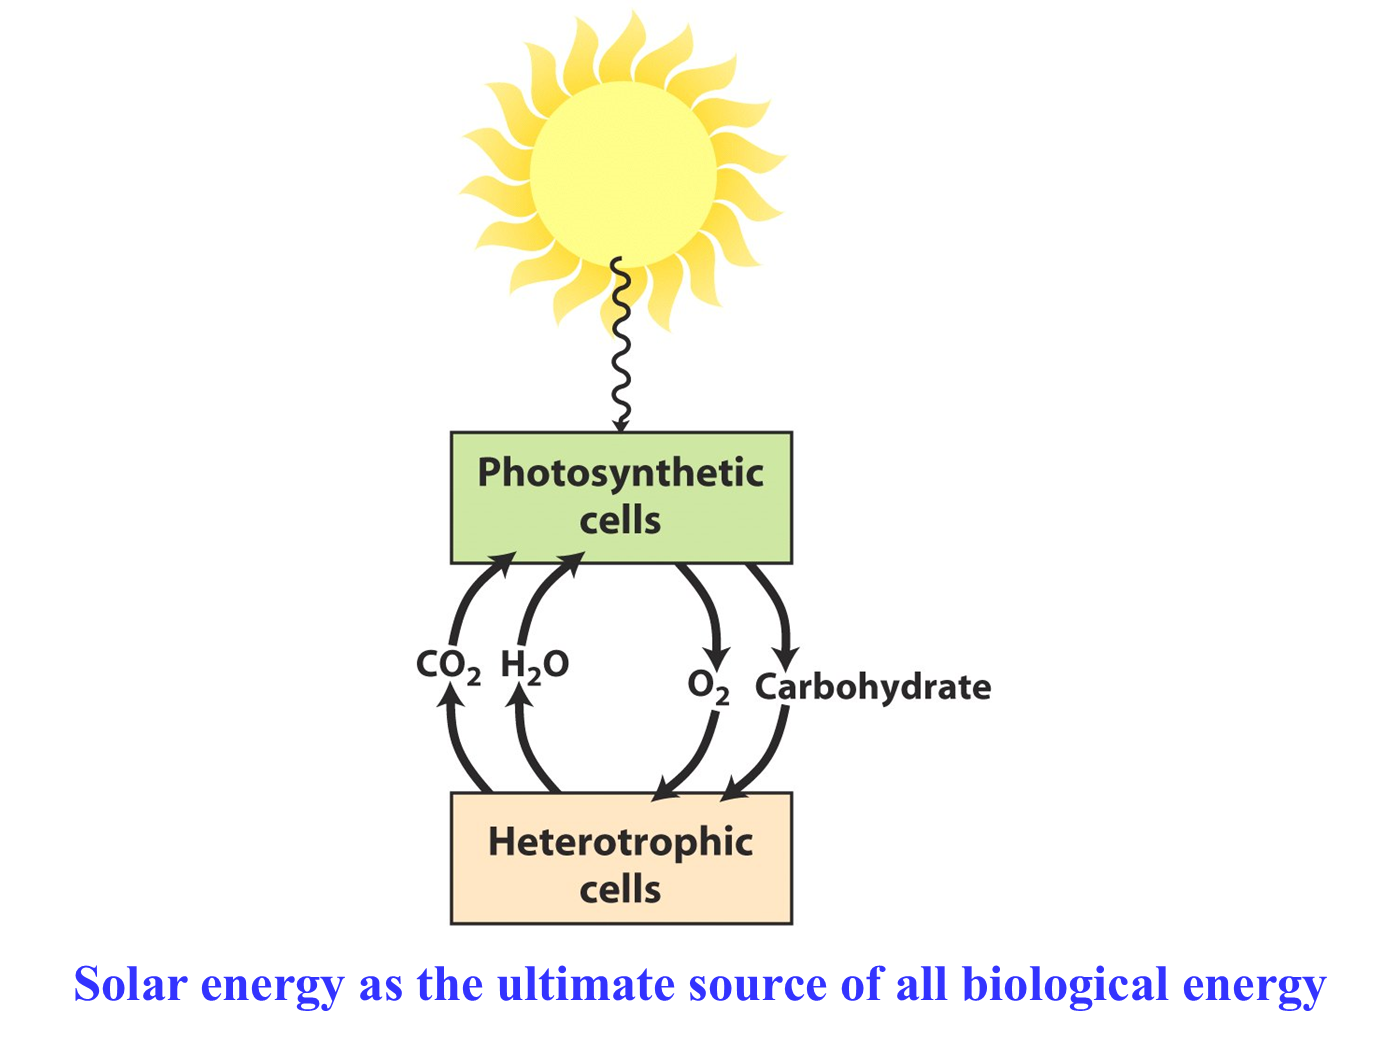 Photosynthetic
cells
CO₂ H₂O
O₂ Carbohydrate
Heterotrophic
cells
Solar energy as the ultimate source of all biological energy